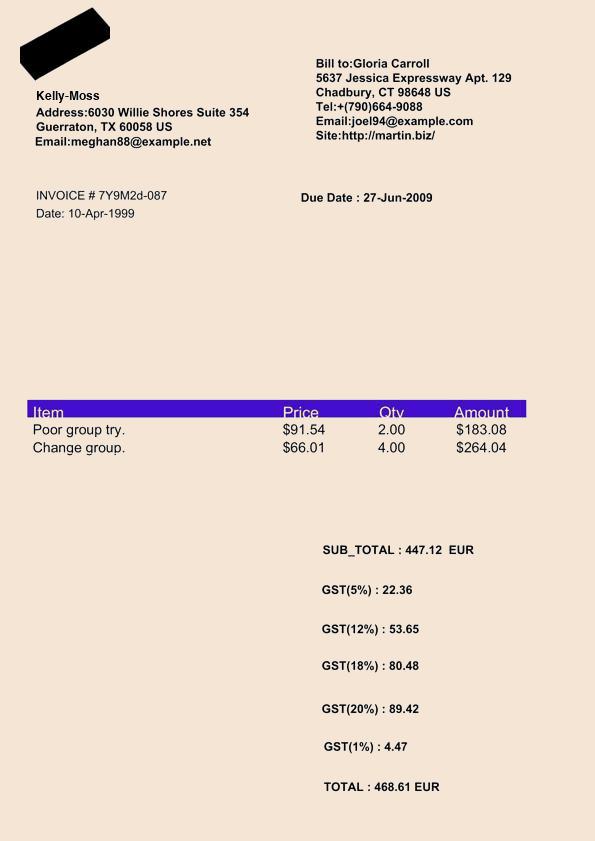 Kelly-Moss
Address:6030 Willie Shores Suite 354
Guerraton, TX 60058 US
Email:meghan88@example.net
Bill to:Gloria Carroll
5637 Jessica Expressway Apt. 129
Chadbury, CT 98648 US
Tel:+(790)664-9088
Email:joel94@example.com
Site:http://martin.biz/
INVOICE # 7Y9M2d-087
Date: 10-Apr-1999
Due Date : 27-Jun-2009
Item Price Qty Amount
Poor group try. $91.54 2.00 $183.08
Change group. $66.01 4.00 $264.04
SUB_TOTAL : 447.12 EUR
GST(5%) : 22.36
GST(12%) : 53.65
GST(18%) : 80.48
GST(20%) : 89.42
GST(1%) : 4.47
TOTAL : 468.61 EUR